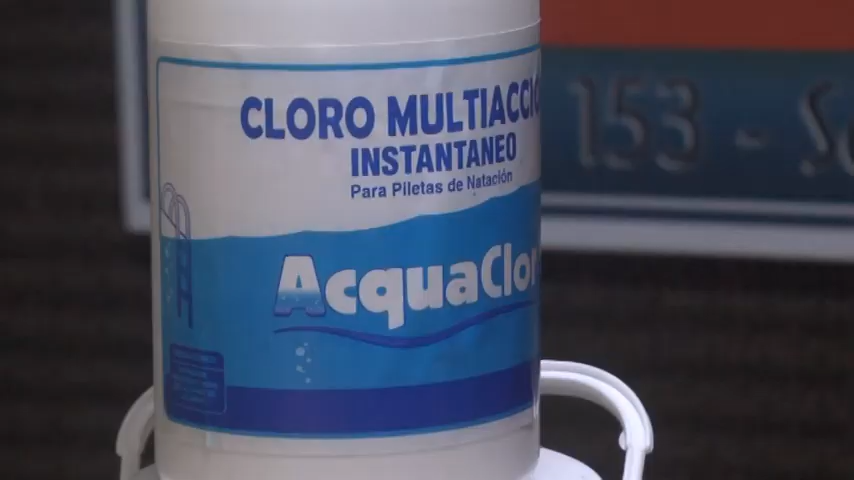 CLORO MULTIACCIÓ
INSTANTANEO
Para Piletas de Natación
AcquaClor
153 - S